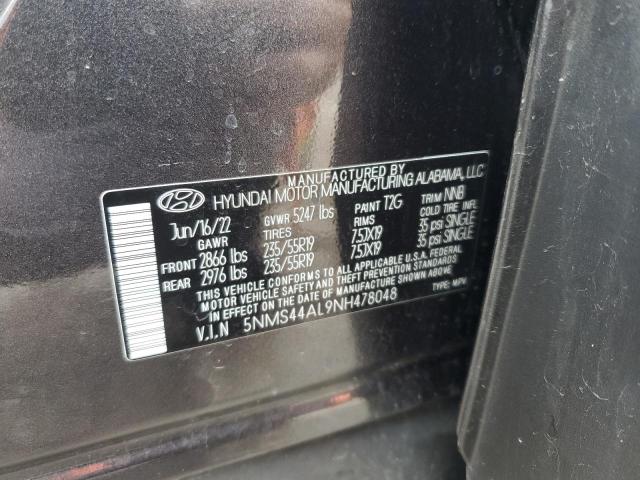 MANUFACTURED BY
HYUNDAI MOTOR MANUFACTURING ALABAMA, LLC
Jun/16/22 GVWR 5247 lbs PAINT T2G TRIM NNB
GAWR TIRES RIMS COLD TIRE INFL
FRONT 2866 lbs 235/55R19 7.5JX19 35 psi SINGLE
REAR 2976 lbs 235/55R19 7.5JX19 35 psi SINGLE
THIS VEHICLE CONFORMS TO ALL APPLICABLE U.S.A. FEDERAL
MOTOR VEHICLE SAFETY AND THEFT PREVENTION STANDARDS
IN EFFECT ON THE DATE OF MANUFACTURE SHOWN ABOVE.
V.I.N 5NMS44AL9NH478048 TYPE: MPV